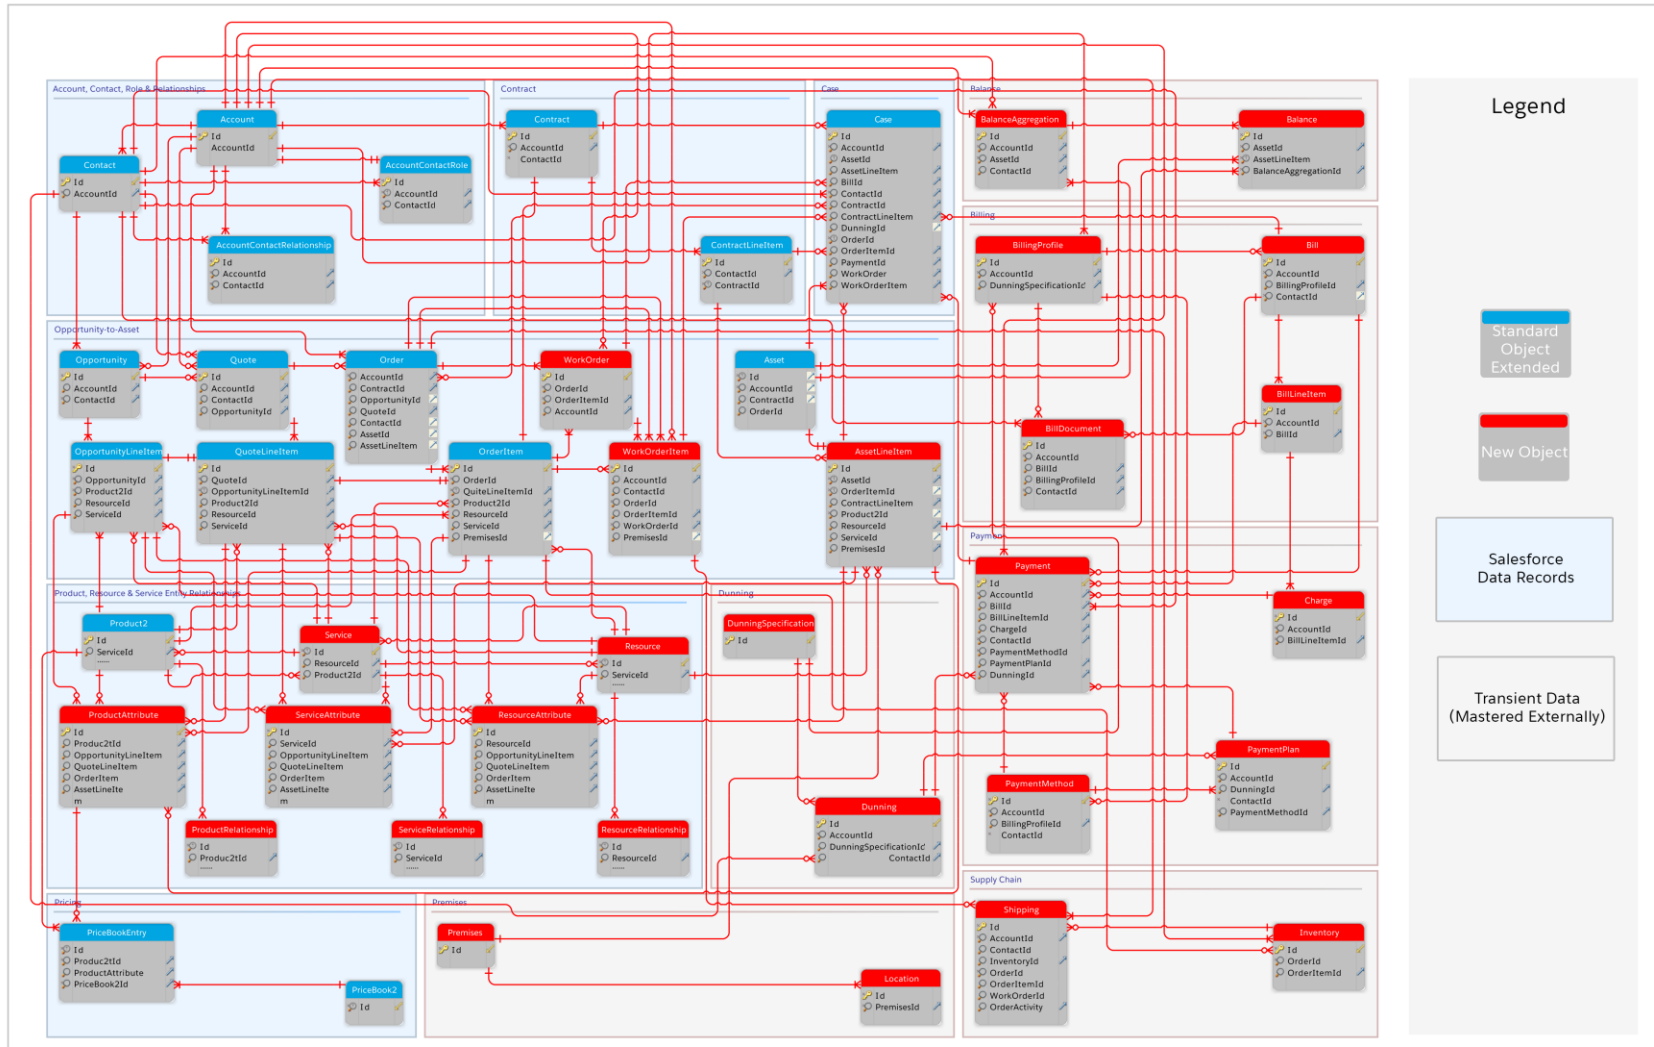 Account, Contact, Role & Relationships
Account
Id
AccountId
Contact
Id
AccountId
AccountContactRole
Id
AccountId
ContactId
AccountContactRelationship
Id
AccountId
ContactId
Contract
Contract
Id
AccountId
ContactId
ContractLineItem
Id
ContactId
ContractId
Case
Case
Id
AccountId
AssetId
AssetLineItem
BillId
ContactId
ContractId
ContractLineItem
DunningId
OrderId
OrderItemId
PaymentId
WorkOrder
WorkOrderItem
Balanse
BalanceAggregation
Id
AccountId
AssetId
ContactId
Balance
Id
AssetId
AssetLineItem
BalanceAggregationId
Billing
BillingProfile
Id
AccountId
DunningSpecificationId
Bill
Id
AccountId
BillingProfileId
ContactId
BillLineItem
Id
AccountId
BillId
BillDocument
Id
AccountId
BillId
BillingProfileId
ContactId
Opportunity-to-Asset
Opportunity
Id
AccountId
ContactId
Quote
Id
AccountId
ContactId
OpportunityId
Order
AccountId
ContractId
OpportunityId
QuoteId
ContactId
AssetId
AssetLineItem
WorkOrder
Id
OrderId
OrderItemId
AccountId
Asset
Id
AccountId
ContractId
OrderId
OpportunityLineItem
Id
OpportunityId
Product2Id
ResourceId
ServiceId
QuoteLineItem
Id
QuoteId
OpportunityLineItemId
Product2Id
ResourceId
ServiceId
OrderItem
Id
OrderId
QuiteLineItemId
Product2Id
ResourceId
ServiceId
PremisesId
WorkOrderItem
Id
AccountId
ContactId
OrderId
OrderItemId
WorkOrderId
PremisesId
AssetLineItem
Id
AssetId
OrderItemId
ContractLineItem
Product2Id
ResourceId
ServiceId
PremisesId
Product, Resource & Service Entity Relationships
Product2
Id
ServiceId
.....
Service
Id
ResourceId
Product2Id
Resource
Id
ServiceId
.....
ProductAttribute
Id
Produc2tId
OpportunityLineItem
QuoteLineItem
OrderItem
AssetLineIte
m
ServiceAttribute
Id
ServiceId
OpportunityLineItem
QuoteLineItem
OrderItem
AssetLineIte
m
ResourceAttribute
Id
ResourceId
OpportunityLineItem
QuoteLineItem
OrderItem
AssetLineIte
m
ProductRelationship
Id
Produc2tId
.....
ServiceRelationship
Id
ServiceId
.....
ResourceRelationship
Id
ResourceId
.....
Dunning
DunningSpecification
Id
Dunning
Id
AccountId
DunningSpecificationId
ContactId
Paymen
Payment
Id
AccountId
BillId
BillLineItemId
ChargeId
ContactId
PaymentMethodId
PaymentPlanId
DunningId
Charge
Id
AccountId
BillLineItemId
PaymentPlan
Id
AccountId
DunningId
ContactId
PaymentMethodId
PaymentMethod
Id
AccountId
BillingProfileId
ContactId
Pricing
PriceBookEntry
Id
Produc2tId
ProductAttribute
PriceBook2Id
PriceBook2
Id
Premises
Premises
Id
Location
Id
PremisesId
Supply Chain
Shipping
Id
AccountId
ContactId
InventoryId
OrderId
OrderItemId
WorkOrderId
OrderActivity
Inventory
Id
OrderId
OrderItemId
Legend
Standard
Object
Extended
New Object
Salesforce
Data Records
Transient Data
(Mastered Externally)